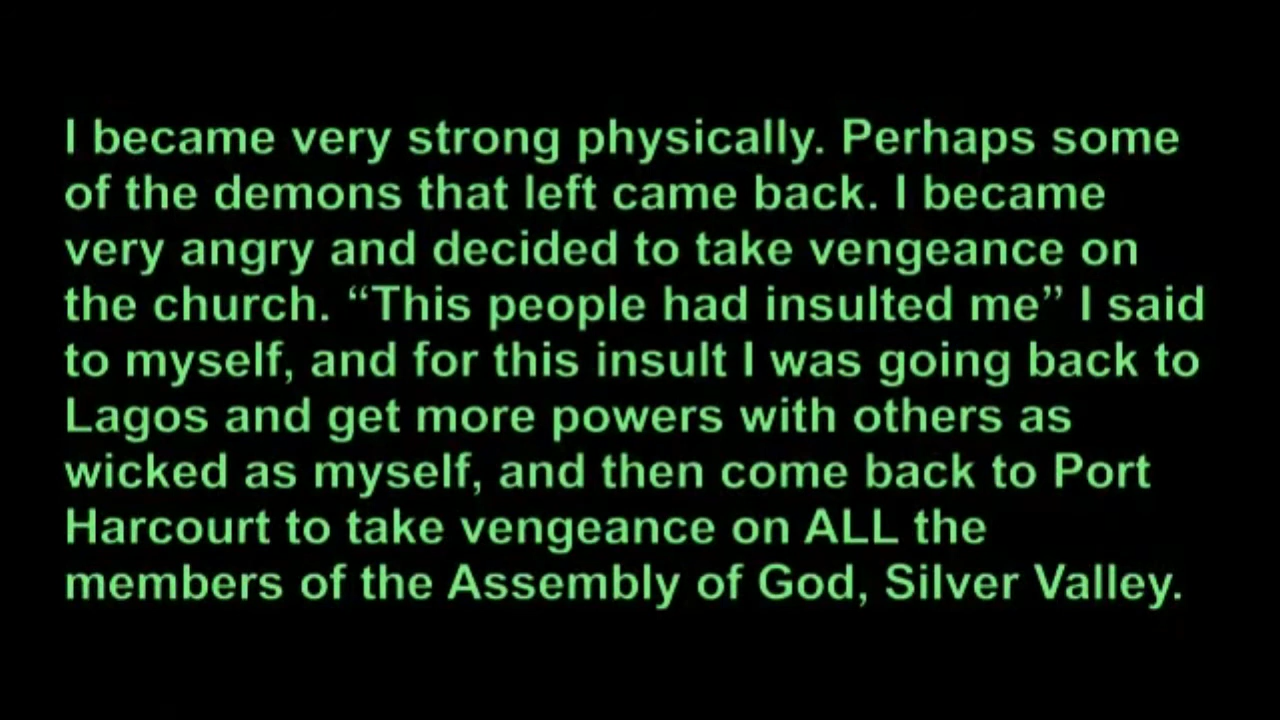 I became very strong physically. Perhaps some
of the demons that left came back. I became
very angry and decided to take vengeance on
the church. “This people had insulted me” I said
to myself, and for this insult I was going back to
Lagos and get more powers with others as
wicked as myself, and then come back to Port
Harcourt to take vengeance on ALL the
members of the Assembly of God, Silver Valley.